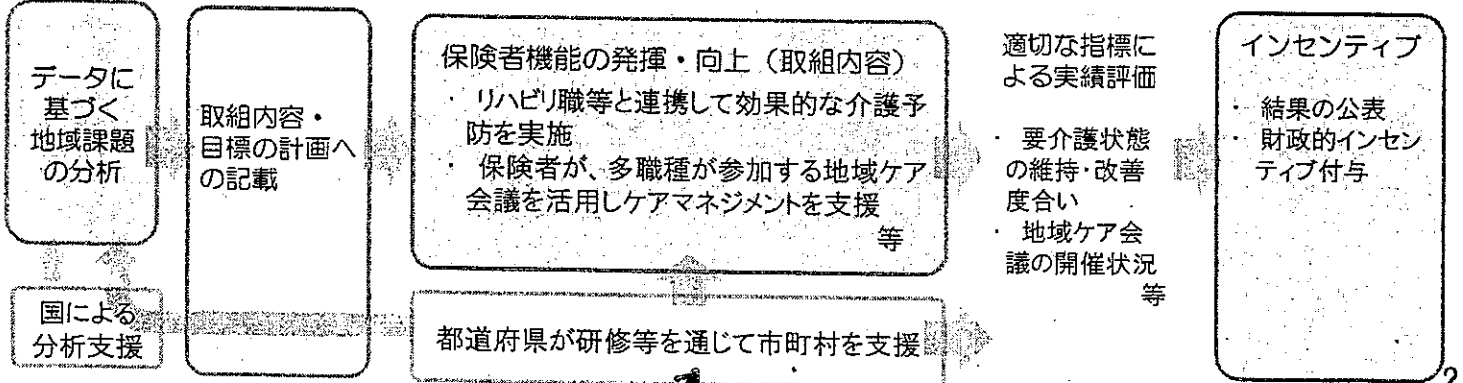 データに
基づく
地域課題
の分析
国による
分析支援
取組内容・
目標の計画へ
の記載
保険者機能の発揮・向上（取組内容）
・ リハビリ職等と連携して効果的な介護予
防を実施
・ 保険者が、多職種が参加する地域ケア
会議を活用しケアマネジメントを支援
等
都道府県が研修等を通じて市町村を支援
適切な指標に
よる実績評価
・ 要介護状態
の維持・改善
度合い
・ 地域ケア会
議の開催状況
等
インセンティブ
・ 結果の公表
・ 財政的インセン
ティブ付与
2